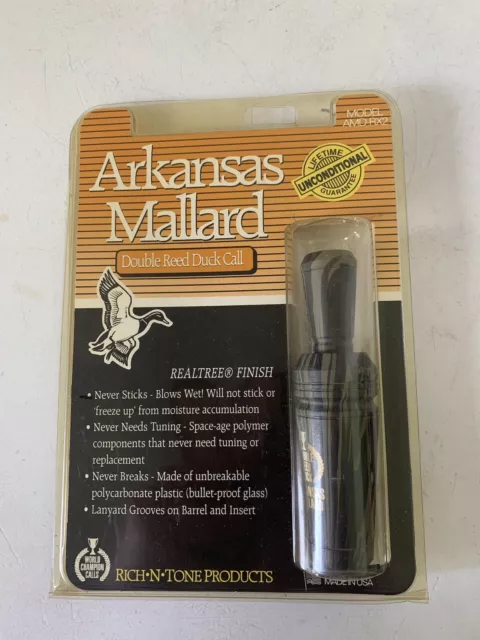 MODEL
AMD-RX2
Arkansas
Mallard
Double Reed Duck Call
LIFETIME
UNCONDITIONAL
GUARANTEE
REALTREE® FINISH
• Never Sticks - Blows Wet! Will not stick or
'freeze up' from moisture accumulation
• Never Needs Tuning - Space-age polymer
components that never need tuning or
replacement
• Never Breaks - Made of unbreakable
polycarbonate plastic (bullet-proof glass)
• Lanyard Grooves on Barrel and Insert
WORLD
CHAMPION
CALLS
RICH•N•TONE PRODUCTS
MADE IN USA